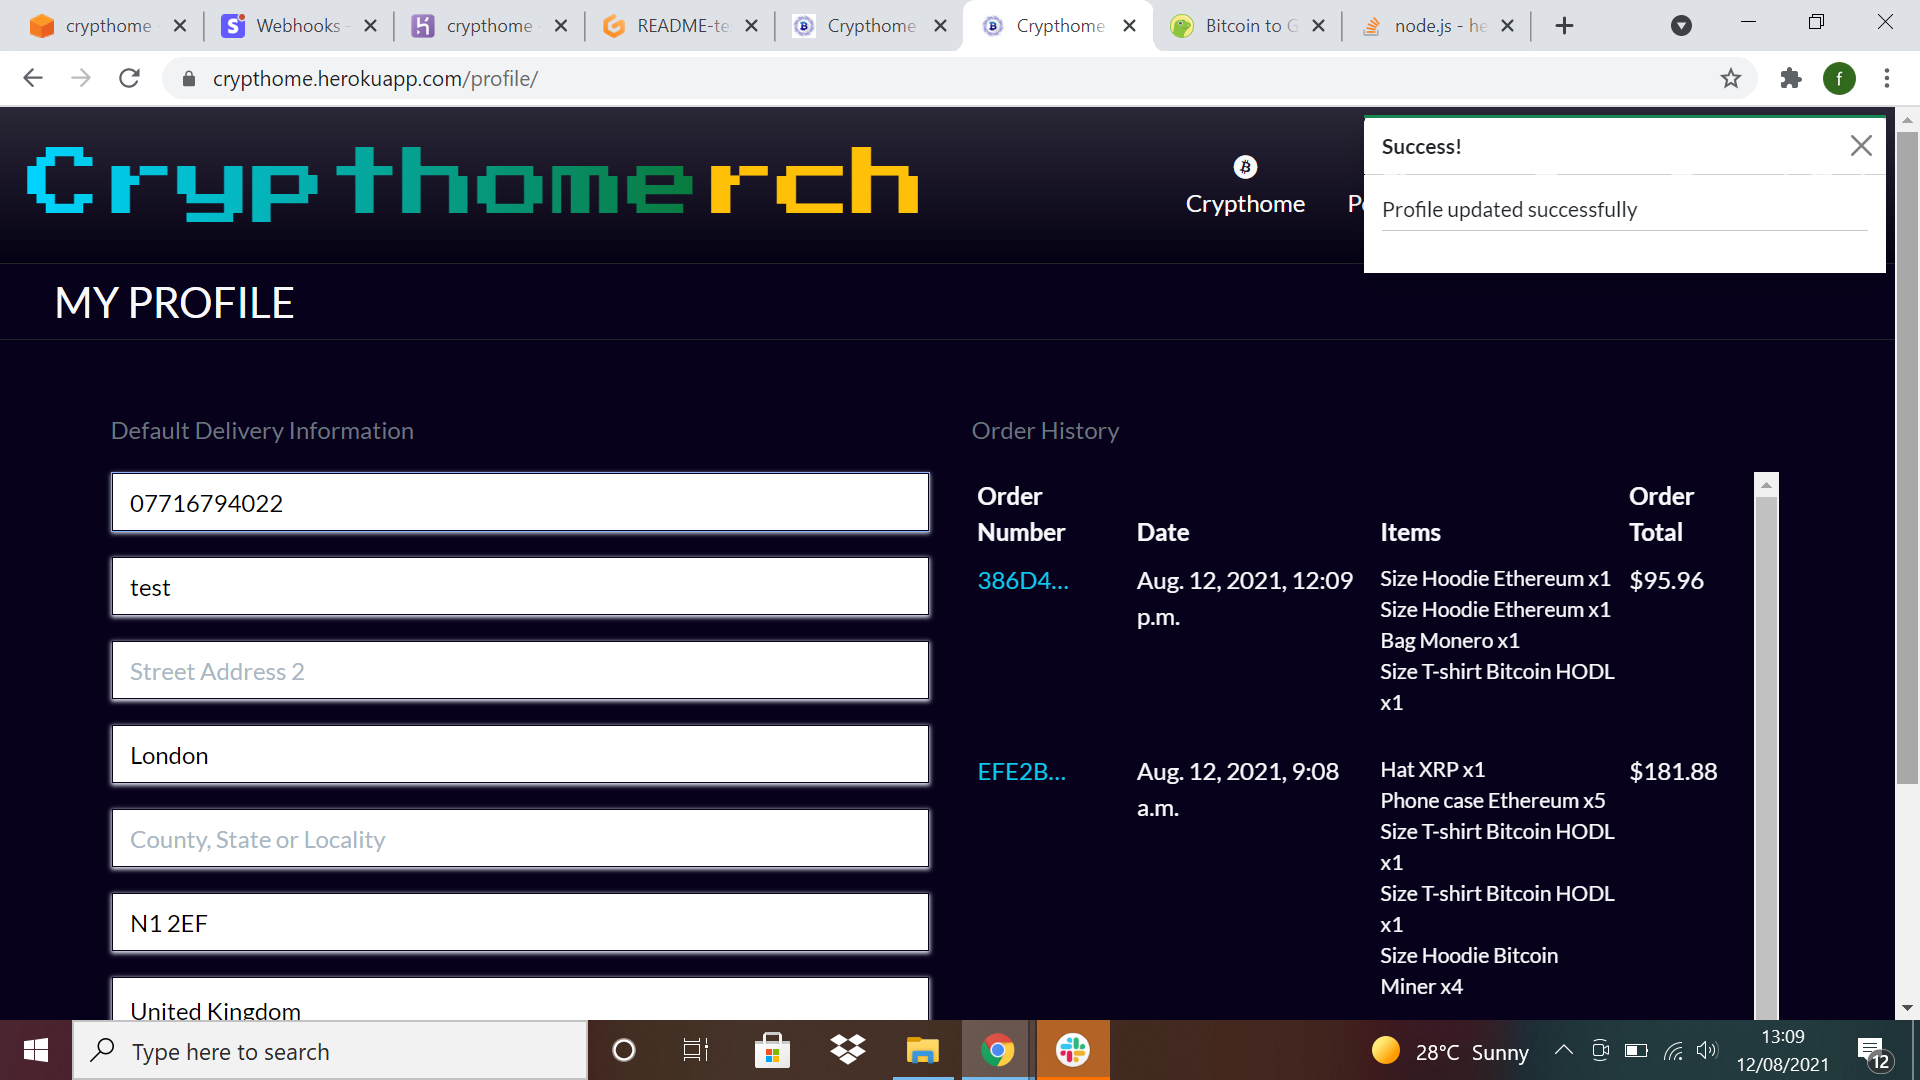 crypthome
Webhooks -
crypthome
README-te
Crypthome
Crypthome
Bitcoin to G
node.js - he
crypthome.herokuapp.com/profile/
f
Crypthomerch
Crypthome
Success!
Profile updated successfully
MY PROFILE
Default Delivery Information
Order History
07716794022
test
Street Address 2
London
County, State or Locality
N1 2EF
United Kingdom
Order Number Date Items Order Total
386D4... Aug. 12, 2021, 12:09 p.m. Size Hoodie Ethereum x1 $95.96
Size Hoodie Ethereum x1
Bag Monero x1
Size T-shirt Bitcoin HODL
x1
EFE2B... Aug. 12, 2021, 9:08 a.m. Hat XRP x1 $181.88
Phone case Ethereum x5
Size T-shirt Bitcoin HODL
x1
Size T-shirt Bitcoin HODL
x1
Size Hoodie Bitcoin
Miner x4
Type here to search
28°C Sunny
13:09
12/08/2021
12